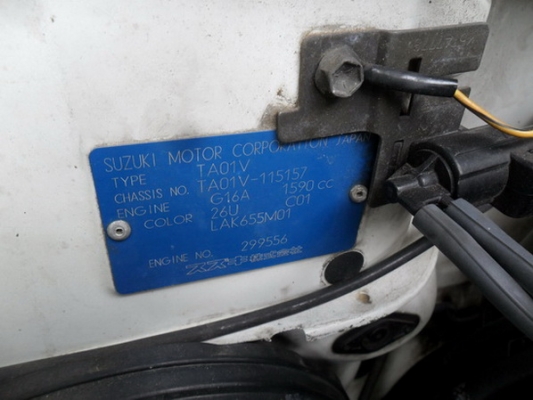 SUZUKI MOTOR CORPORATION JAPAN
TYPE TA01V
CHASSIS NO. TA01V-115157
ENGINE G16A 1590 cc
COLOR 26U C01
LAK655M01
ENGINE NO. 299556